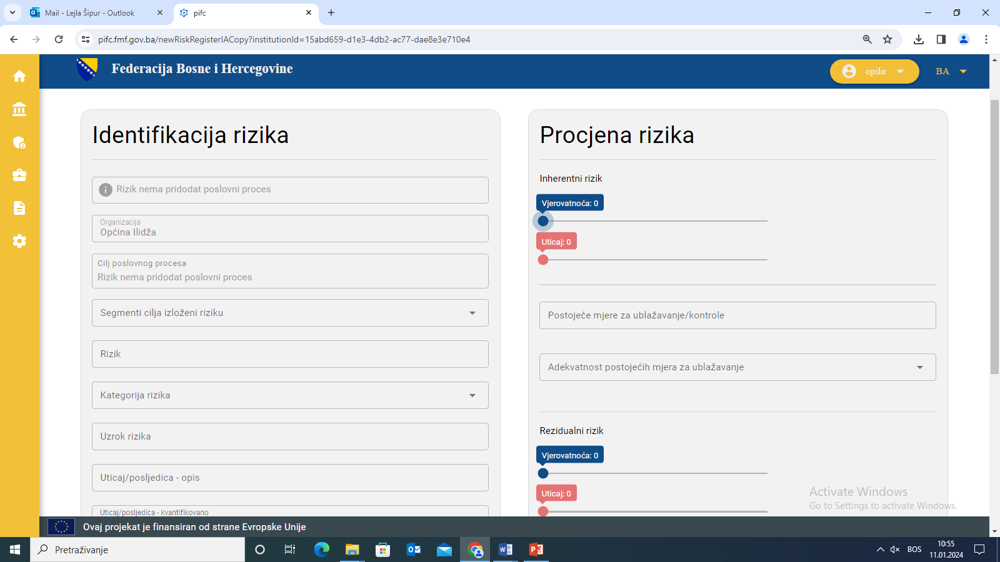 Mail - Lejla Šipur - Outlook
pifc
pifc.fmf.gov.ba/newRiskRegisterIACopy?institutionId=15abd659-d1e3-4db2-ac77-dae8e3e710e4
Federacija Bosne i Hercegovine
opilir
BA
Identifikacija rizika
Rizik nema pridodat poslovni proces
Organizacija
Općina Ilidža
Cilj poslovnog procesa
Rizik nema pridodat poslovni proces
Segmenti cilja izloženi riziku
Rizik
Kategorija rizika
Uzrok rizika
Uticaj/posljedica - opis
Uticaj/posljedica - kvantifikovano
Procjena rizika
Inherentni rizik
Vjerovatnoća: 0
Uticaj: 0
Postojeće mjere za ublažavanje/kontrole
Adekvatnost postojećih mjera za ublažavanje
Rezidualni rizik
Vjerovatnoća: 0
Uticaj: 0
Activate Windows
Go to Settings to activate Windows.
Ovaj projekat je finansiran od strane Evropske Unije
Pretraživanje
BOS
10:55
11.01.2024